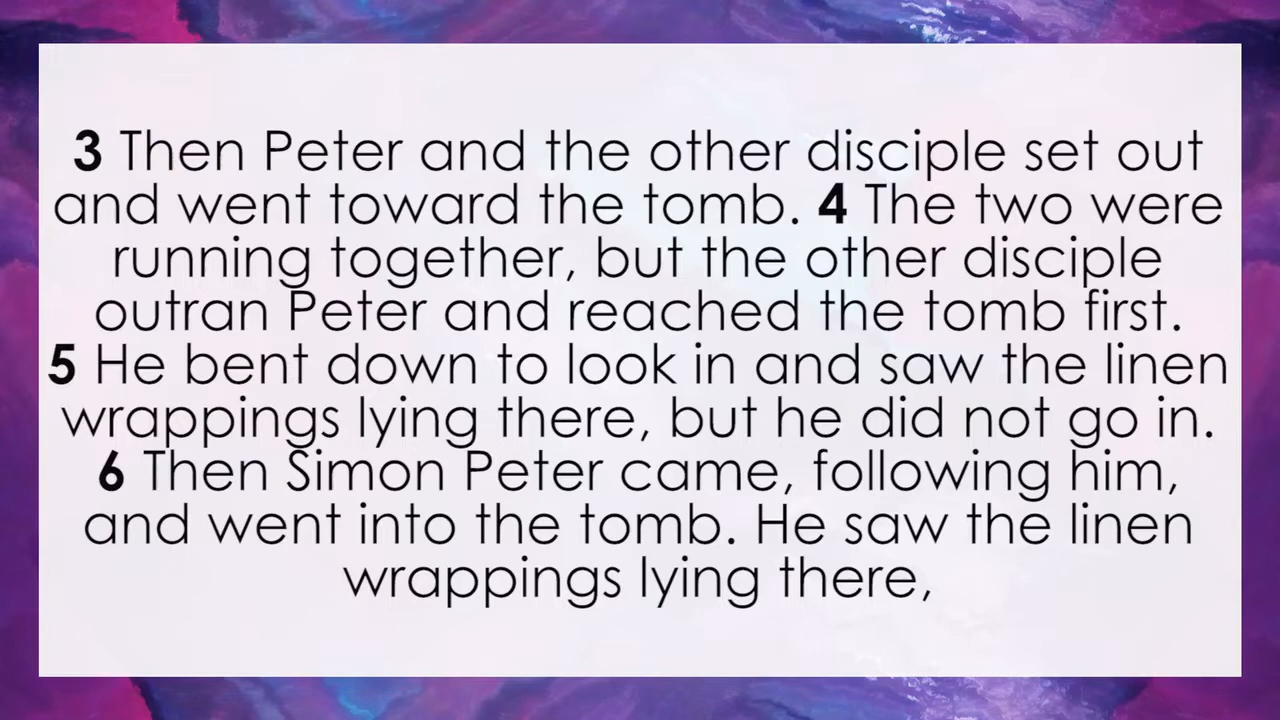 3 Then Peter and the other disciple set out
and went toward the tomb. 4 The two were
running together, but the other disciple
outran Peter and reached the tomb first.
5 He bent down to look in and saw the linen
wrappings lying there, but he did not go in.
6 Then Simon Peter came, following him,
and went into the tomb. He saw the linen
wrappings lying there,